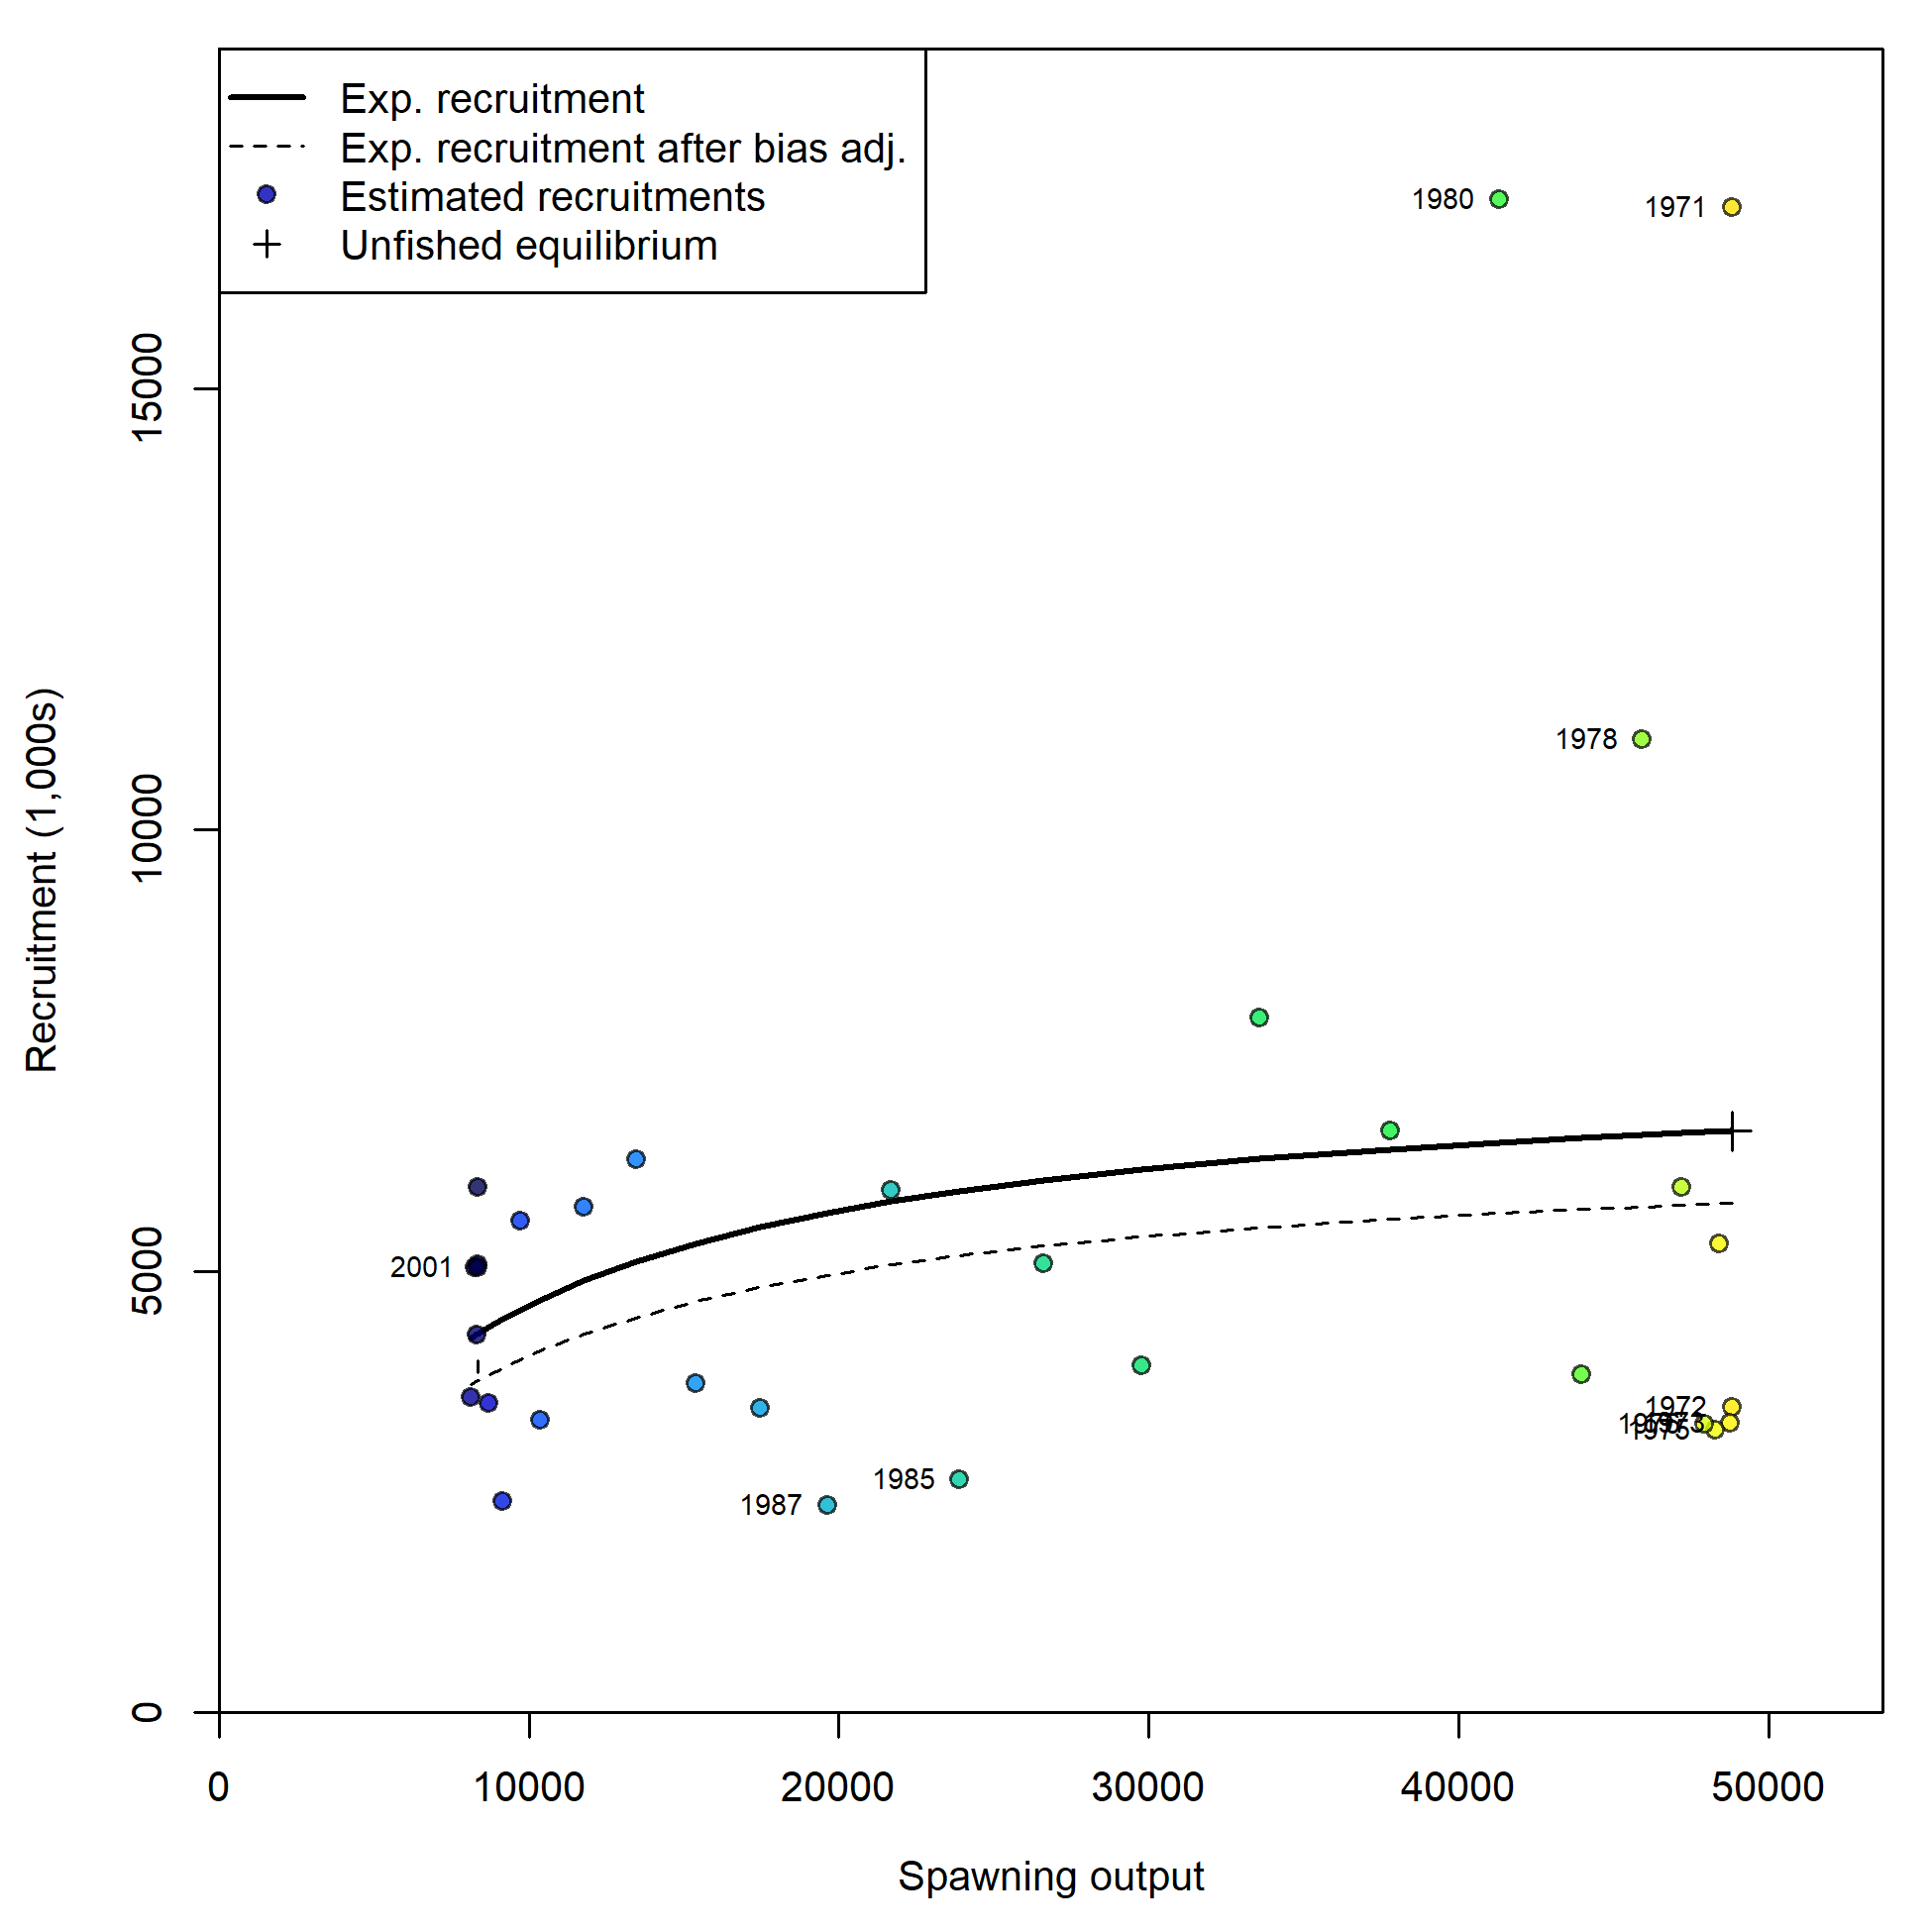 Exp. recruitment
Exp. recruitment after bias adj.
Estimated recruitments
Unfished equilibrium
1980
1971
1978
2001
1972
1975
1985
1987
Recruitment (1,000s)
15000
10000
5000
0
0 10000 20000 30000 40000 50000
Spawning output